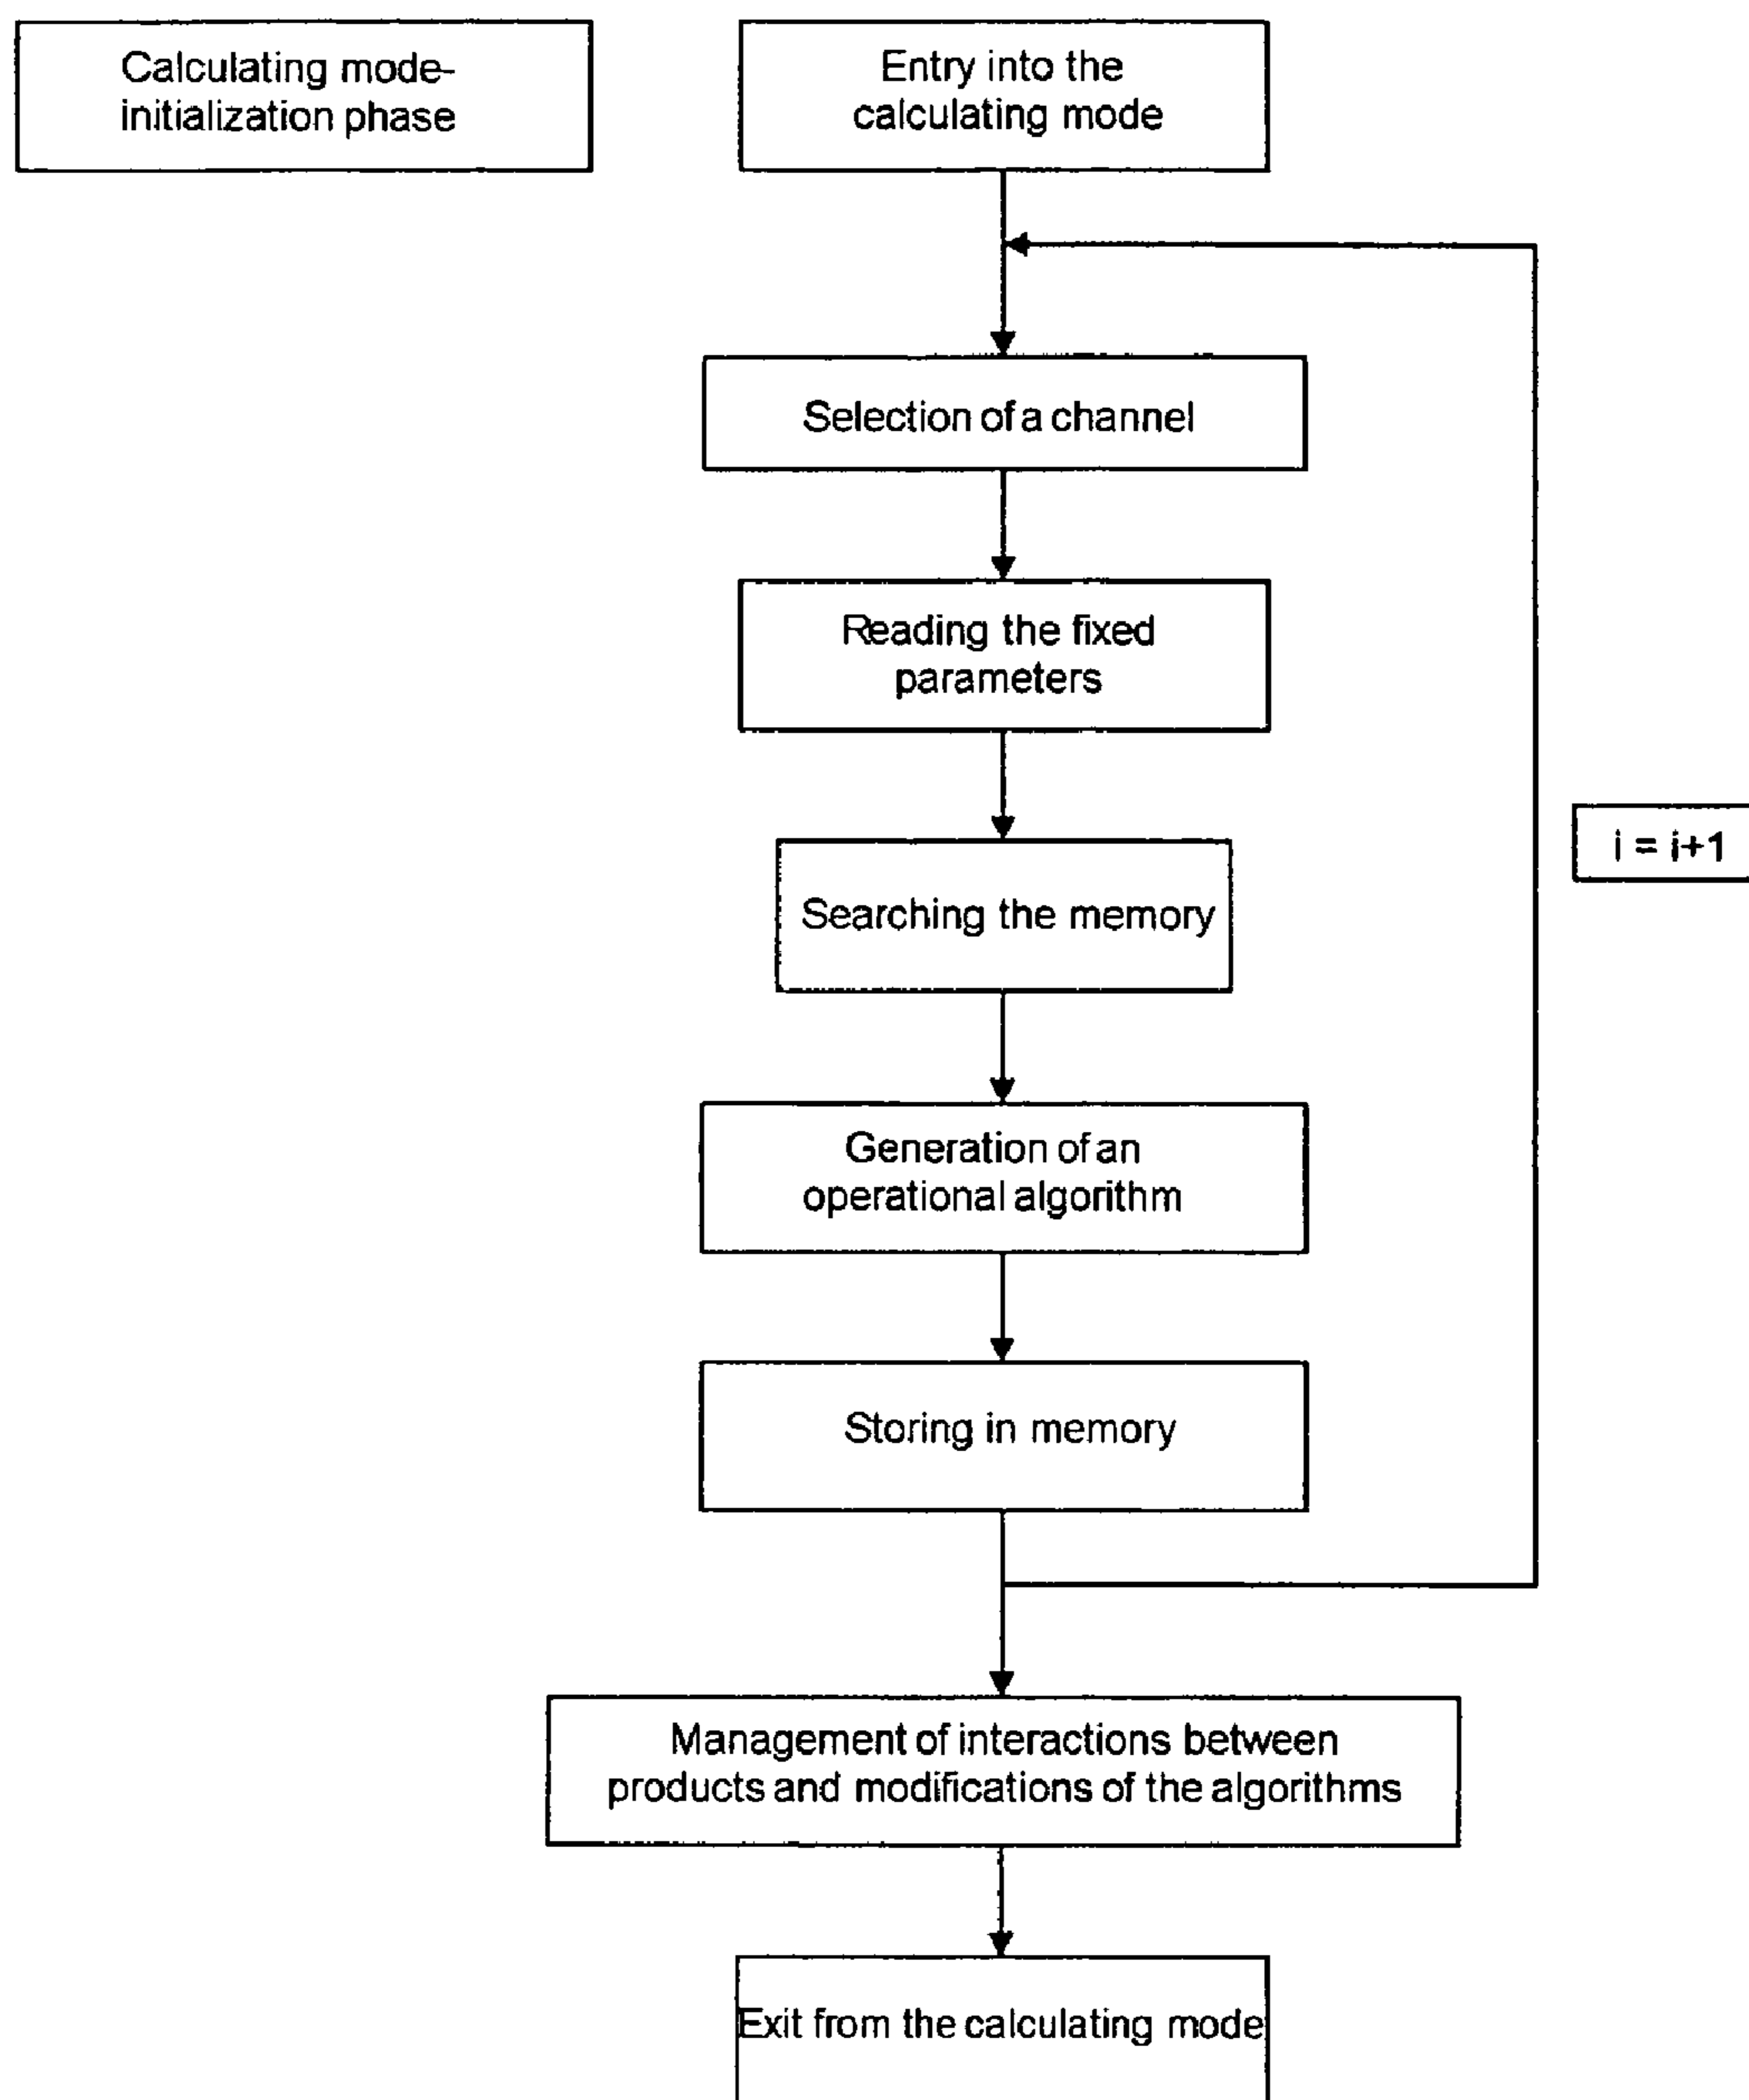 Calculating mode-
initialization phase
Entry into the
calculating mode
Selection of a channel
Reading the fixed
parameters
Searching the memory
i = i+1
Generation of an
operational algorithm
Storing in memory
Management of interactions between
products and modifications of the algorithms
Exit from the calculating mode